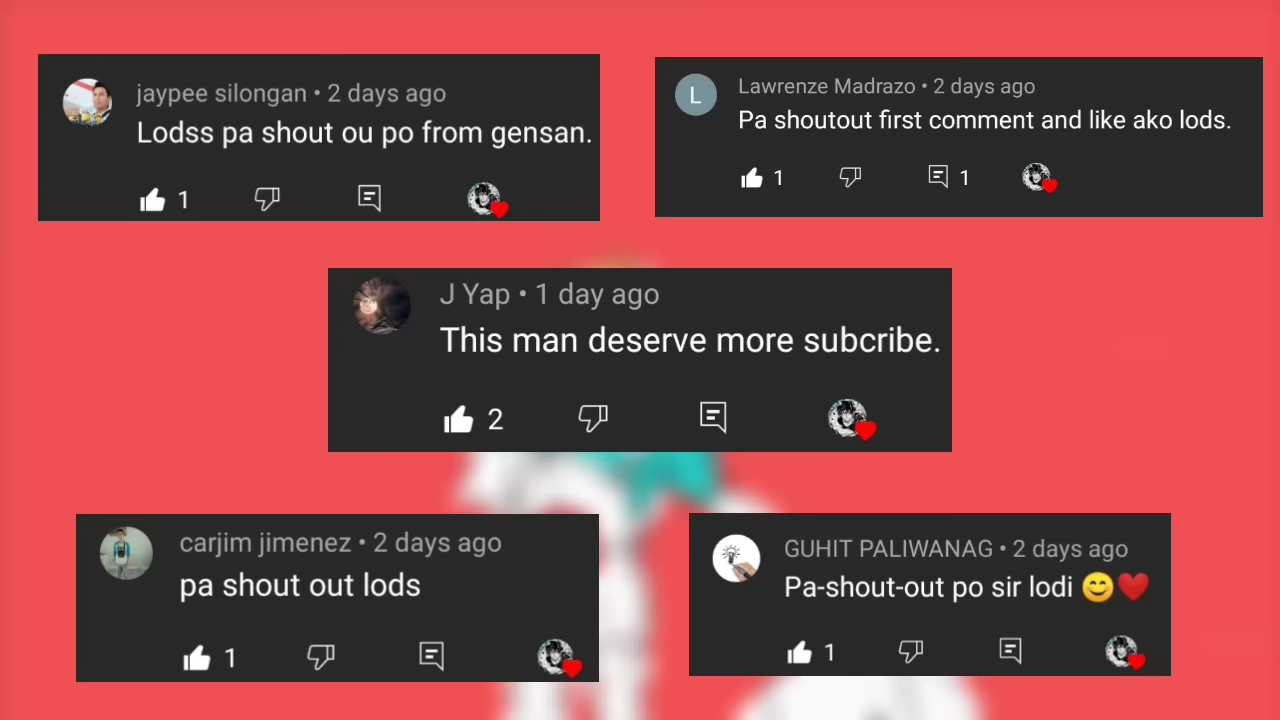 jaypee silongan • 2 days ago
Lodss pa shout ou po from gensan.
1
L
Lawrenze Madrazo • 2 days ago
Pa shoutout first comment and like ako lods.
1 1
J Yap • 1 day ago
This man deserve more subcribe.
2
carjim jimenez • 2 days ago
pa shout out lods
1
GUHIT PALIWANAG • 2 days ago
Pa-shout-out po sir lodi 😊❤️
1